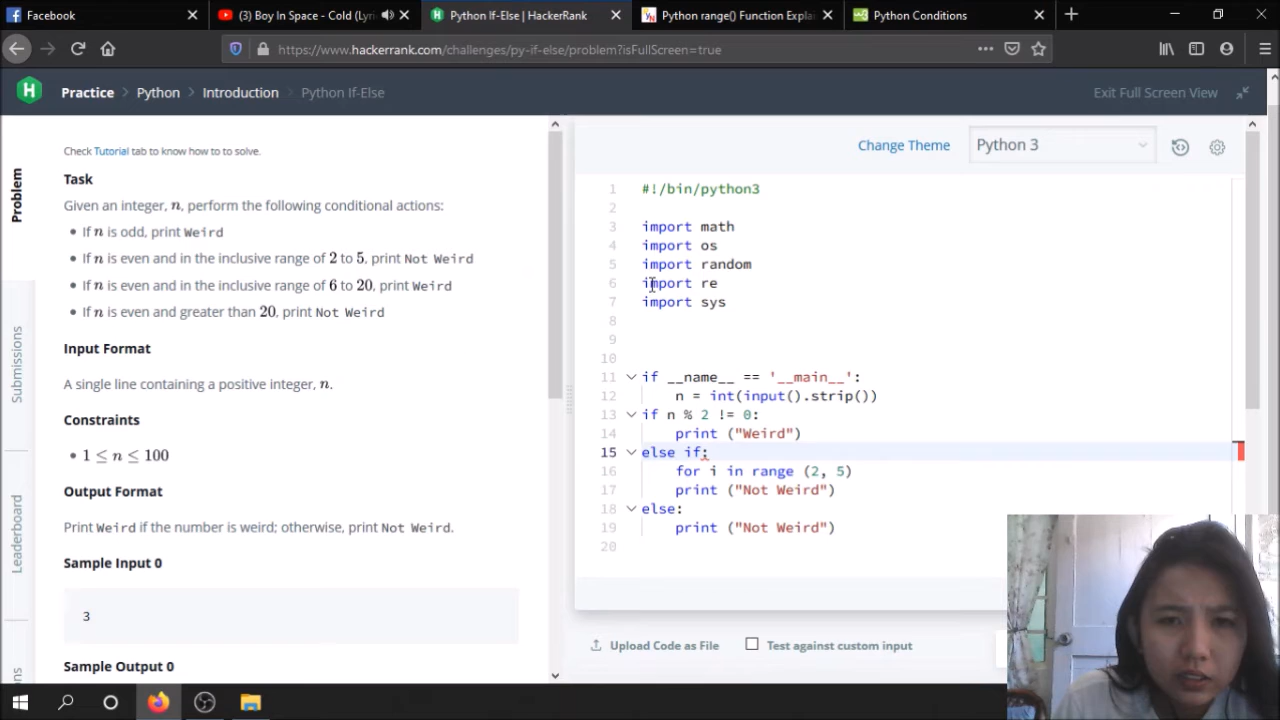 Facebook
(3) Boy In Space - Cold (Lyri
Python If-Else | HackerRank
Python range() Function Explai
Python Conditions
https://www.hackerrank.com/challenges/py-if-else/problem?isFullScreen=true
Practice > Python > Introduction > Python If-Else
Exit Full Screen View
Problem
Submissions
Leaderboard
Check Tutorial tab to know how to to solve.
Task
Given an integer, n, perform the following conditional actions:
• If n is odd, print Weird
• If n is even and in the inclusive range of 2 to 5, print Not Weird
• If n is even and in the inclusive range of 6 to 20, print Weird
• If n is even and greater than 20, print Not Weird
Input Format
A single line containing a positive integer, n.
Constraints
• 1 ≤ n ≤ 100
Output Format
Print Weird if the number is weird; otherwise, print Not Weird.
Sample Input 0
3
Sample Output 0
Change Theme
Python 3
1 #!/bin/python3
2
3 import math
4 import os
5 import random
6 import re
7 import sys
8
9
10
11 if __name__ == '__main__':
12     n = int(input().strip())
13 if n % 2 != 0:
14     print ("Weird")
15 else if:
16     for i in range (2, 5)
17     print ("Not Weird")
18 else:
19     print ("Not Weird")
20
Upload Code as File
Test against custom input